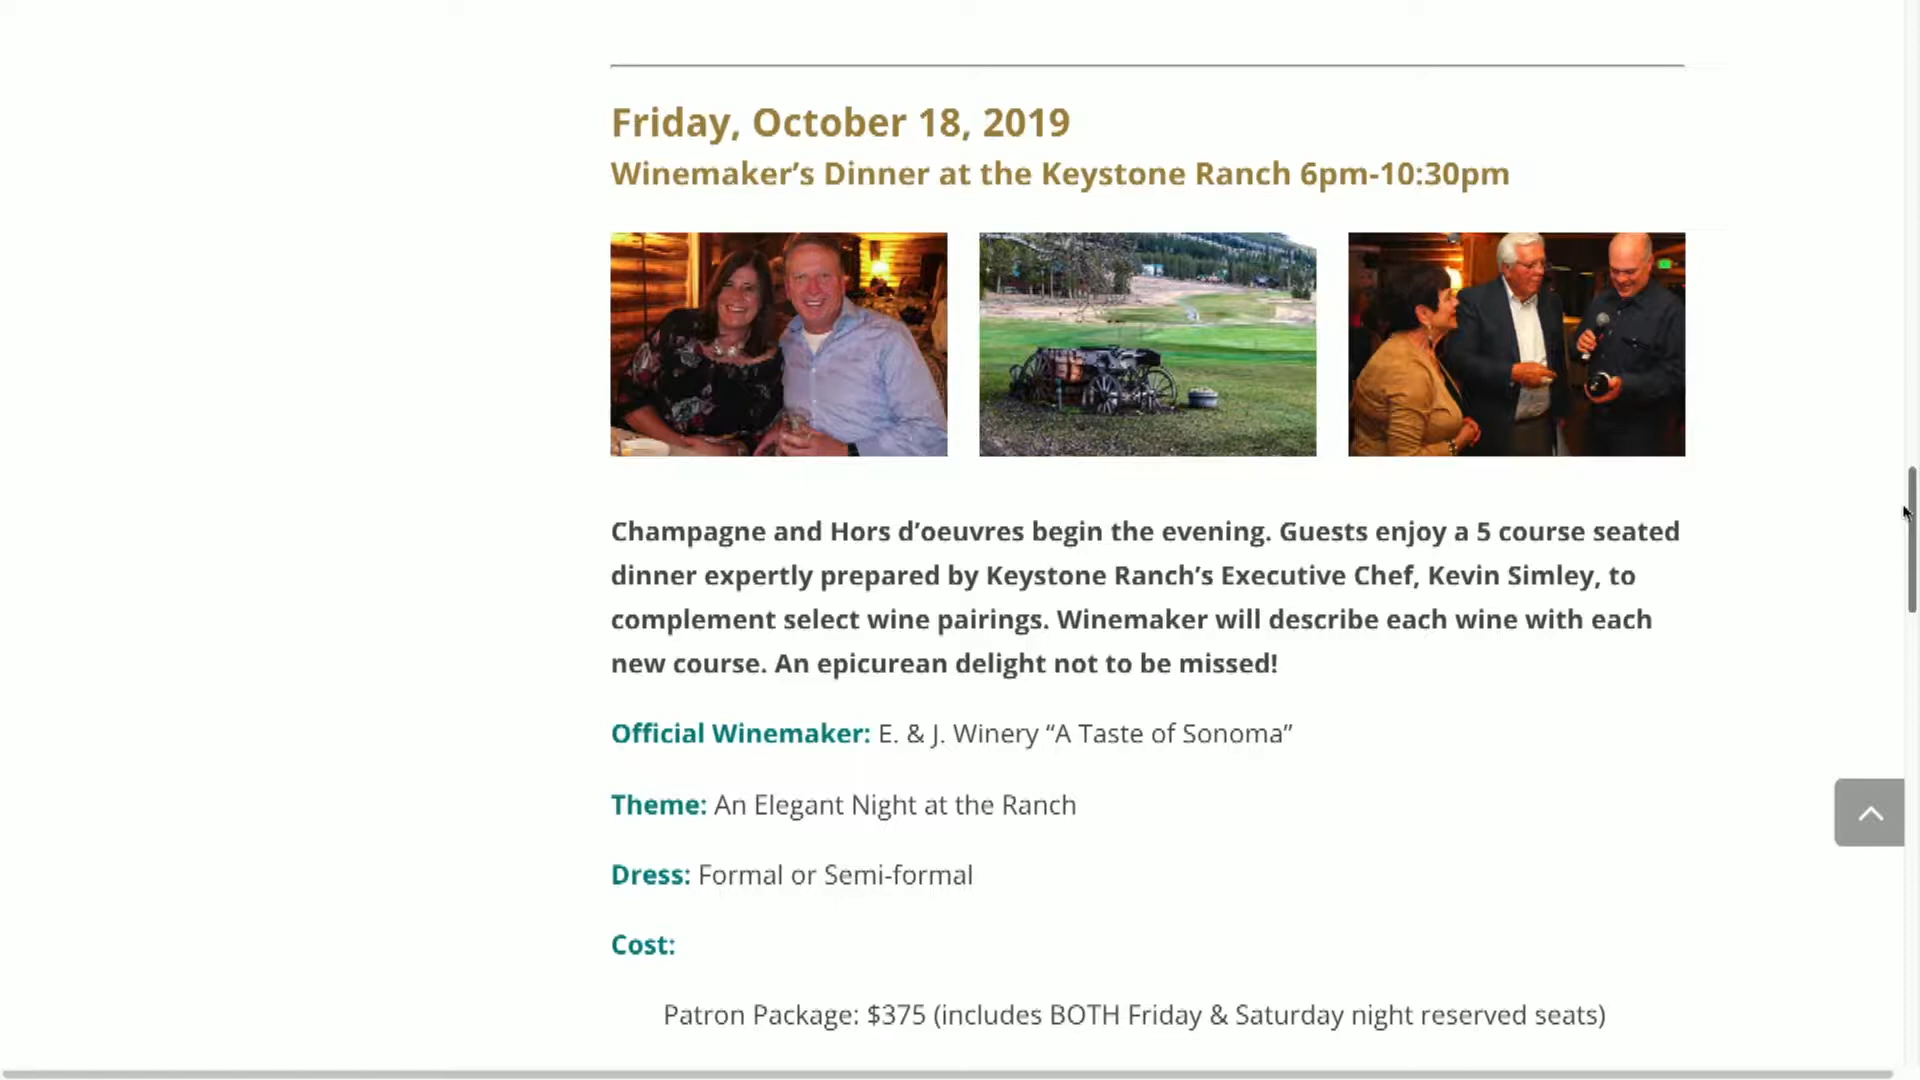 Friday, October 18, 2019
Winemaker’s Dinner at the Keystone Ranch 6pm-10:30pm
Champagne and Hors d’oeuvres begin the evening. Guests enjoy a 5 course seated
dinner expertly prepared by Keystone Ranch’s Executive Chef, Kevin Simley, to
complement select wine pairings. Winemaker will describe each wine with each
new course. An epicurean delight not to be missed!
Official Winemaker: E. & J. Winery “A Taste of Sonoma”
Theme: An Elegant Night at the Ranch
Dress: Formal or Semi-formal
Cost:
Patron Package: $375 (includes BOTH Friday & Saturday night reserved seats)